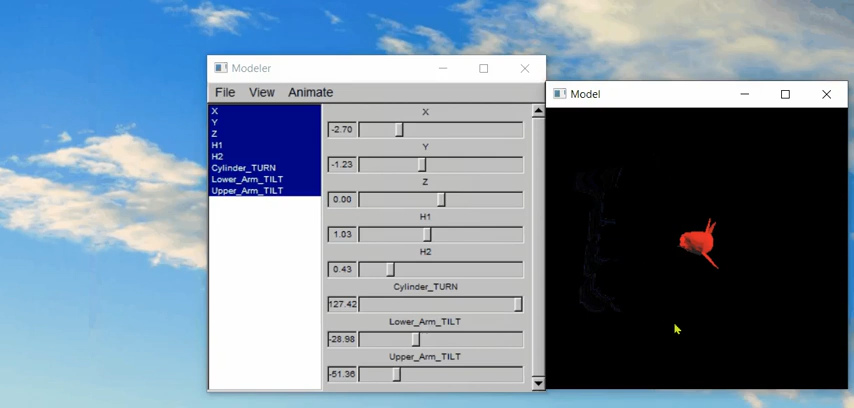 Modeler
File View Animate
X
Y
Z
H1
H2
Cylinder_TURN
Lower_Arm_TILT
Upper_Arm_TILT
X
-2.70
Y
-1.23
Z
0.00
H1
1.03
H2
0.43
Cylinder_TURN
127.42
Lower_Arm_TILT
-28.98
Upper_Arm_TILT
-51.36
Model